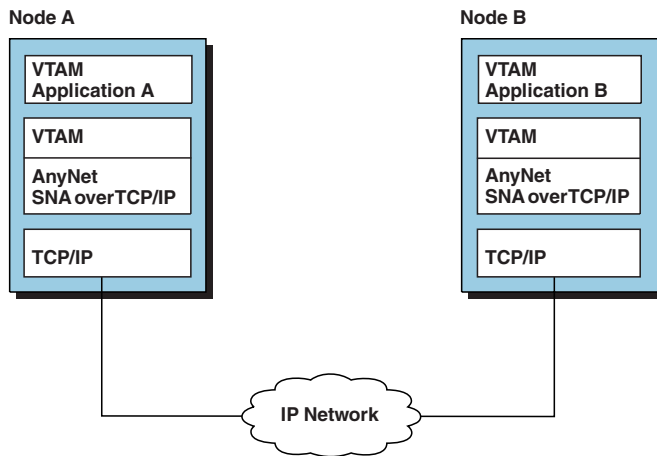 Node A
VTAM
Application A
VTAM
AnyNet
SNA overTCP/IP
TCP/IP
Node B
VTAM
Application B
VTAM
AnyNet
SNA overTCP/IP
TCP/IP
IP Network